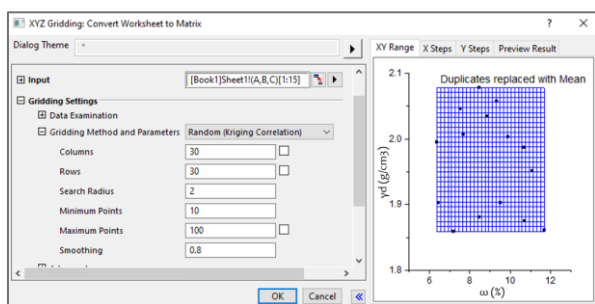 XYZ Gridding: Convert Worksheet to Matrix
? ×
Dialog Theme *
Input [Book1]Sheet1!(A,B,C)[1:15]
Gridding Settings
Data Examination
Gridding Method and Parameters Random (Kriging Correlation)
Columns 30
Rows 30
Search Radius 2
Minimum Points 10
Maximum Points 100
Smoothing 0.8
OK Cancel
XY Range X Steps Y Steps Preview Result
Duplicates replaced with Mean
2.1
2.0
1.9
1.8
γd (g/cm3)
6 8 10 12
ω (%)